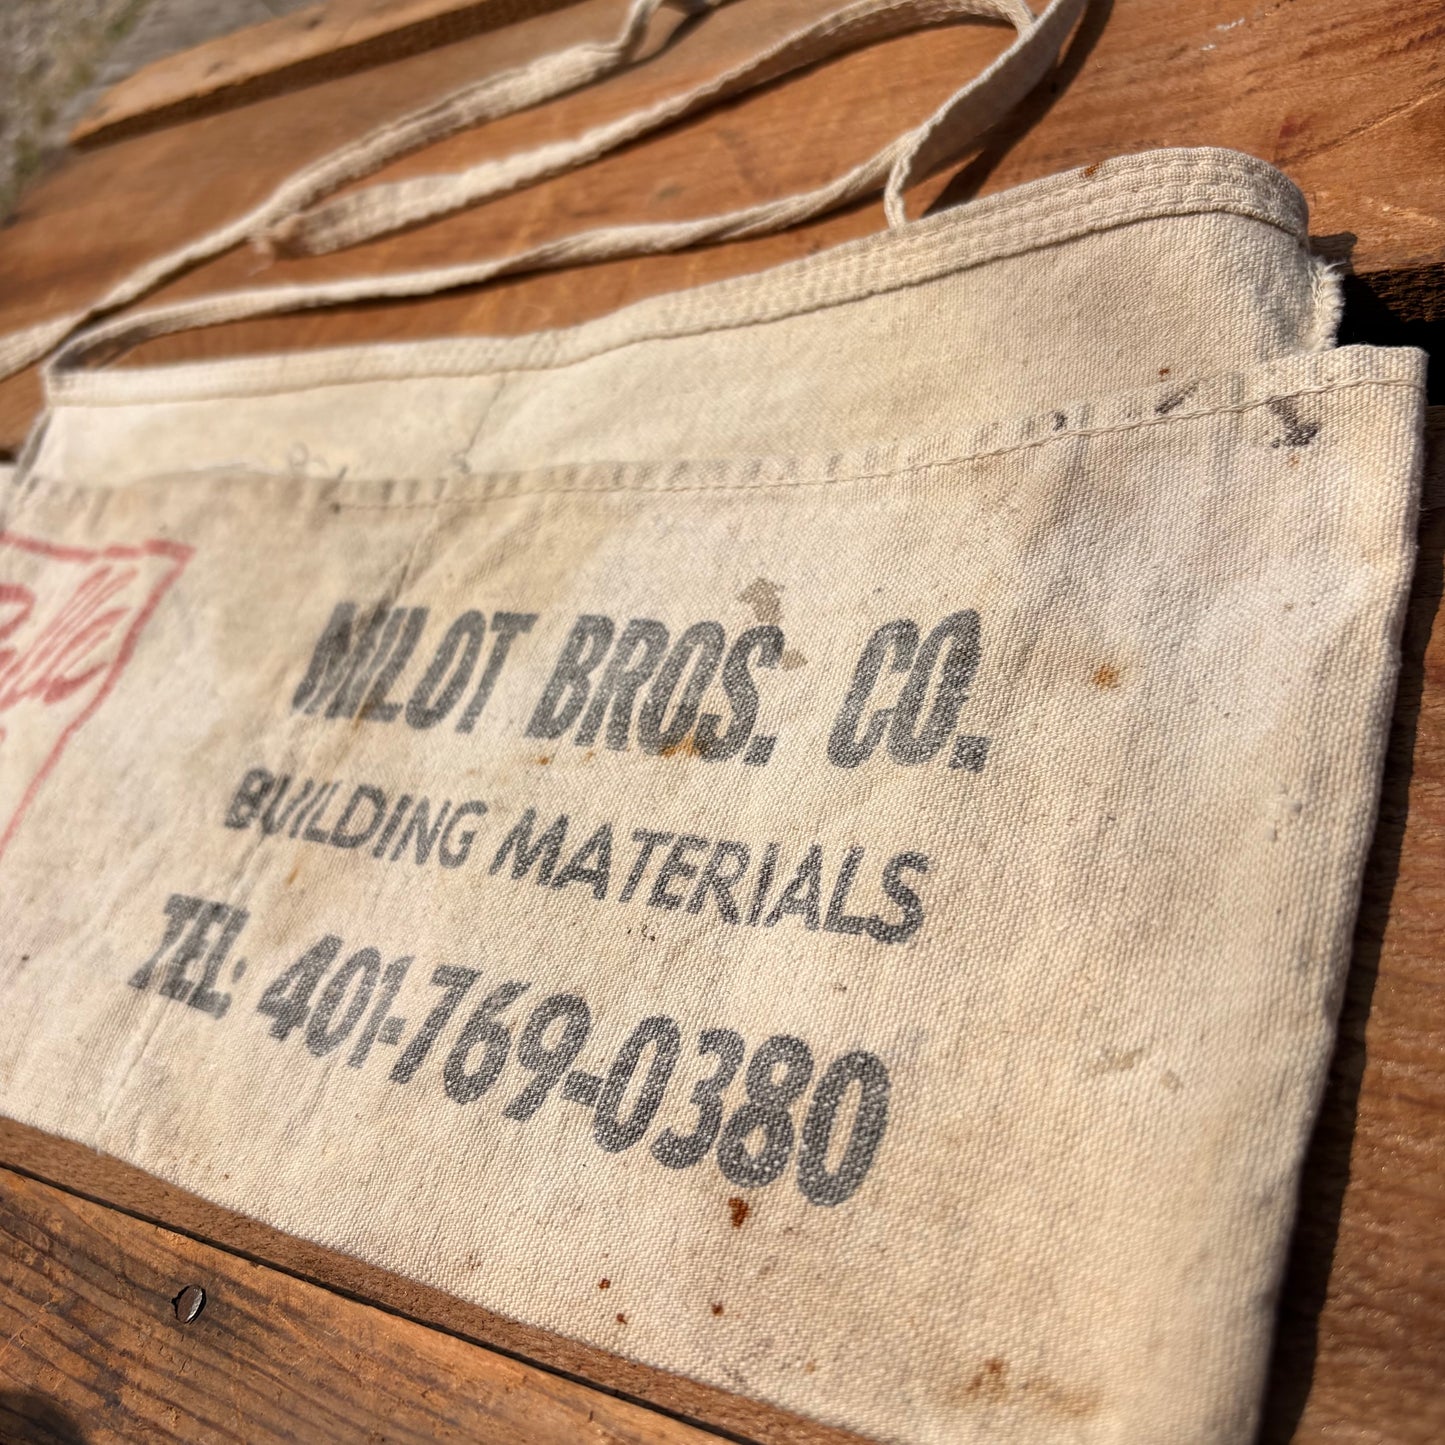 MILOT BROS. CO.
BUILDING MATERIALS
TEL: 401-769-0380